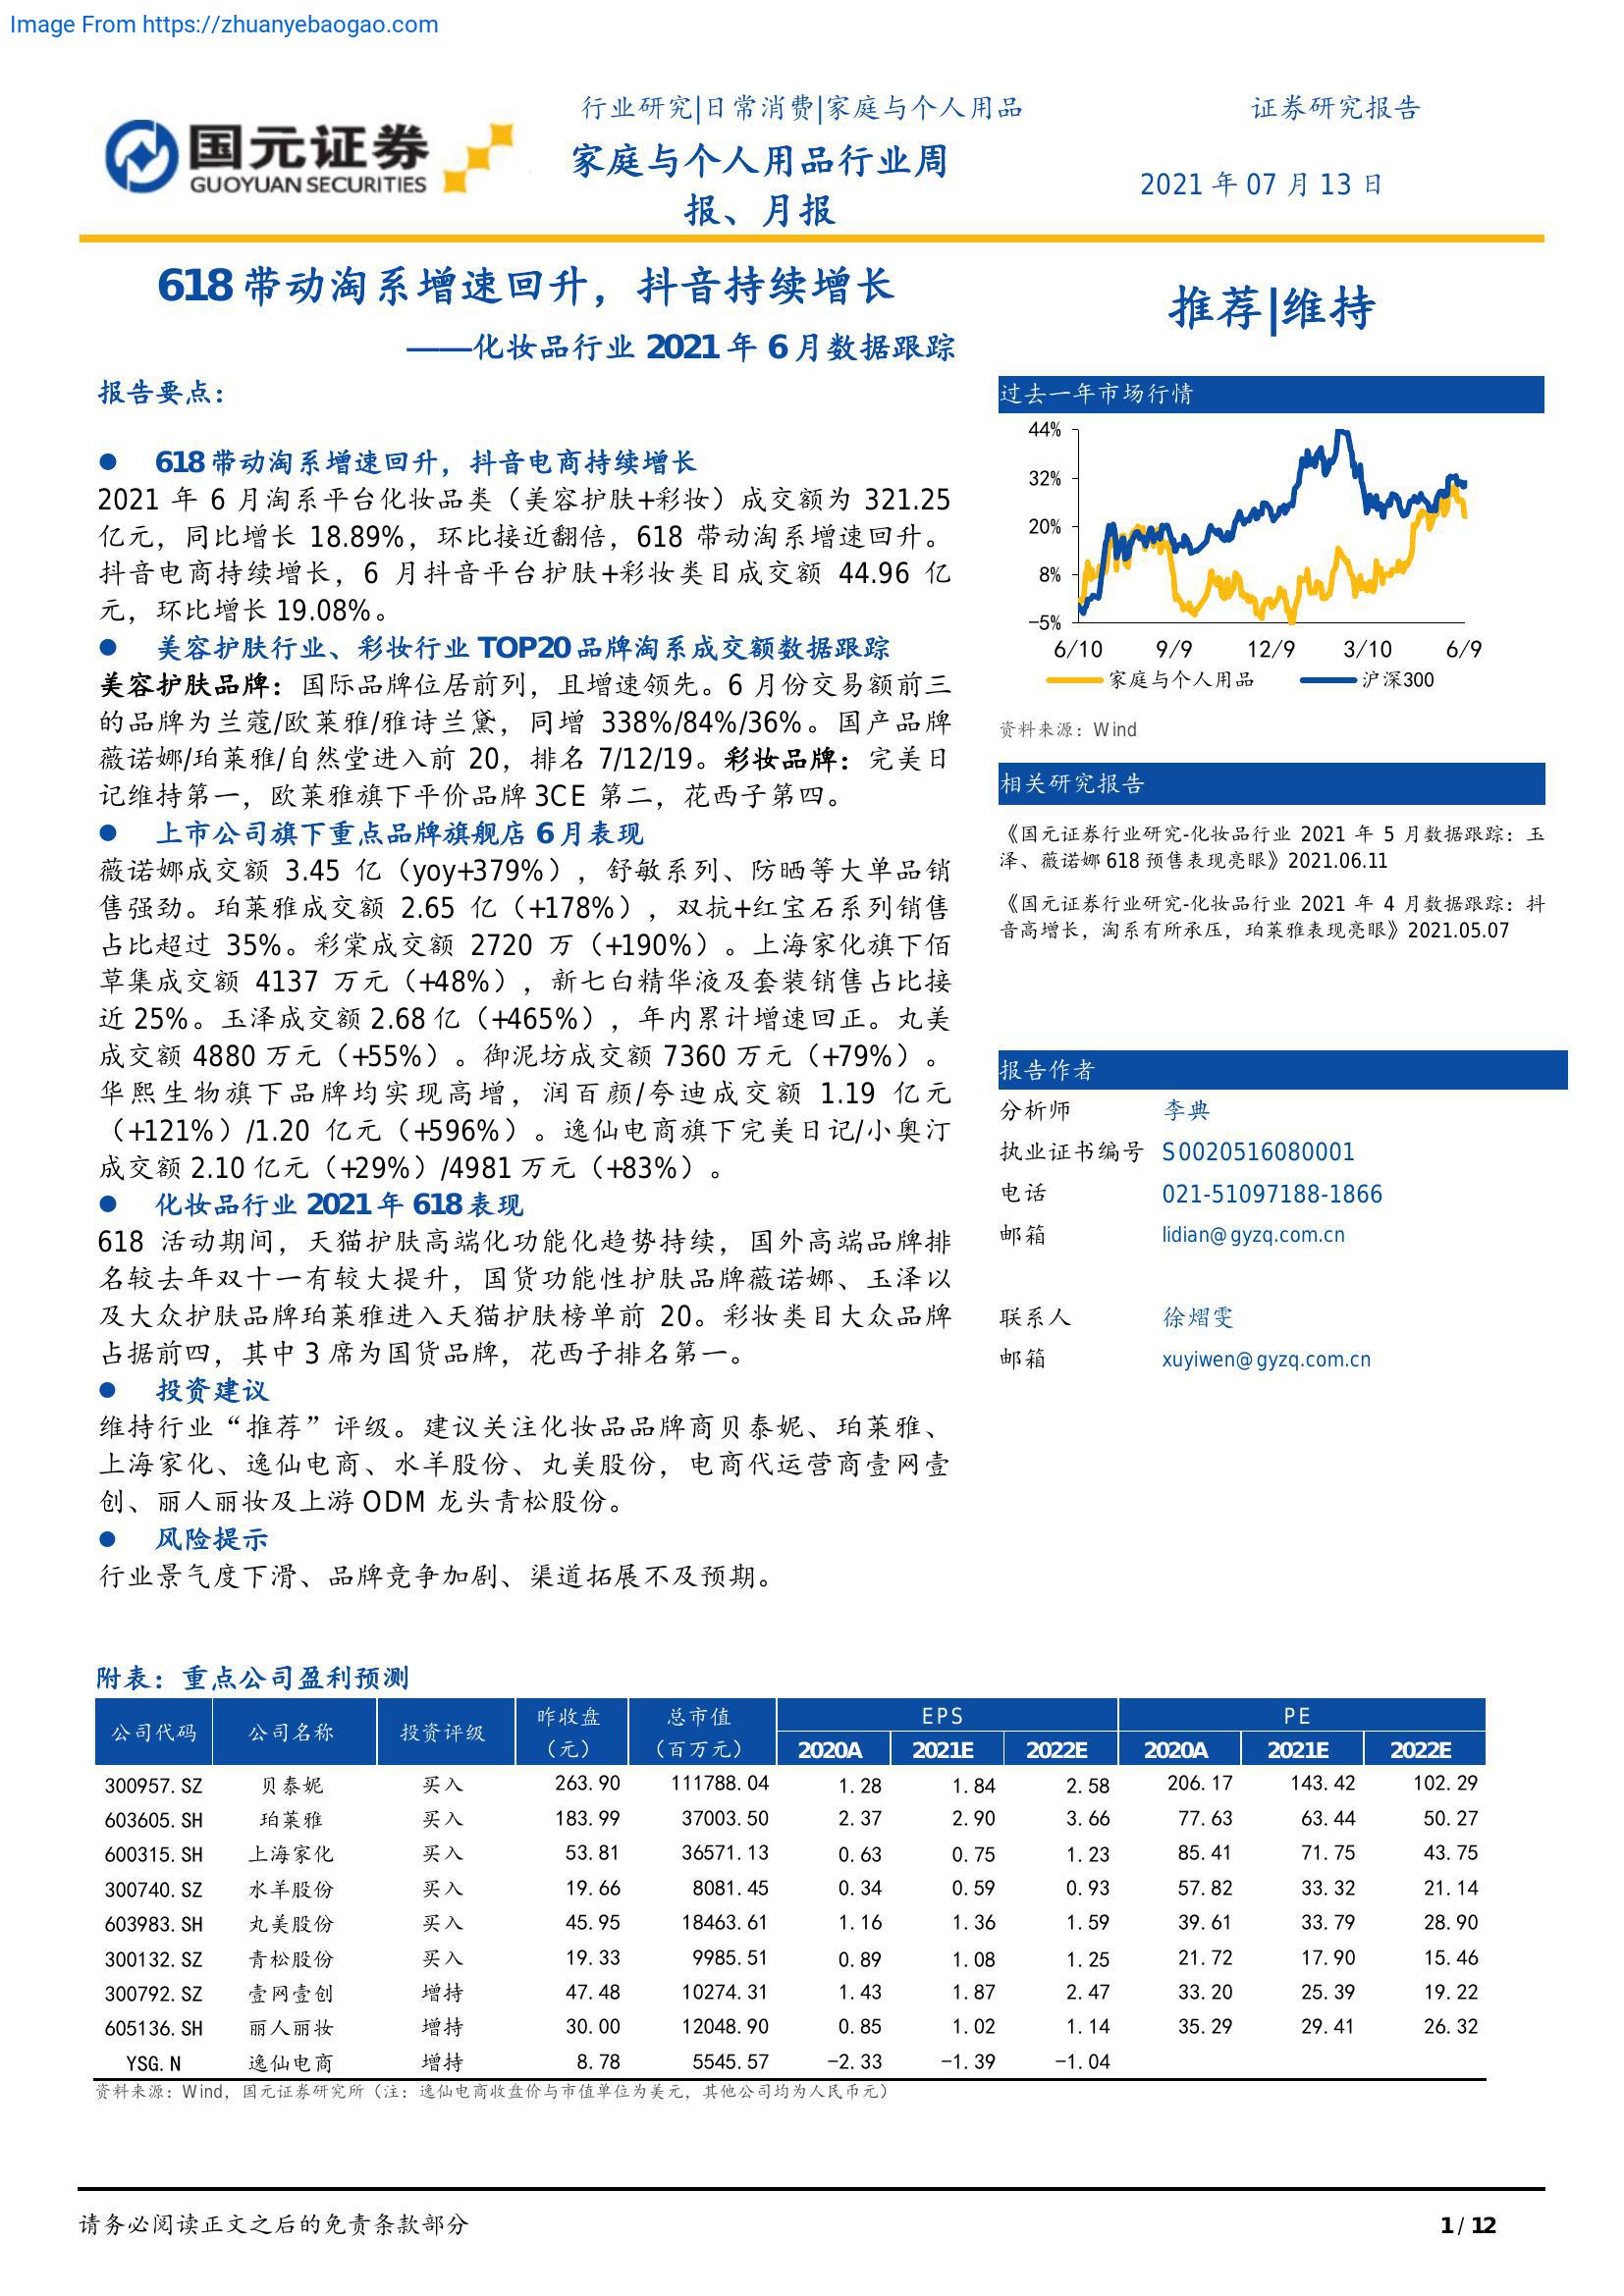 Image From https://zhuanyebaogao.com
国元证券
GUOYUAN SECURITIES
行业研究|日常消费|家庭与个人用品
证券研究报告
家庭与个人用品行业周
报、月报
2021 年 07 月 13 日
618 带动淘系增速回升，抖音持续增长
——化妆品行业 2021 年 6 月数据跟踪
报告要点：
● 618 带动淘系增速回升，抖音电商持续增长
2021 年 6 月淘系平台化妆品类（美容护肤+彩妆）成交额为 321.25
亿元，同比增长 18.89%，环比接近翻倍，618 带动淘系增速回升。
抖音电商持续增长，6 月抖音平台护肤+彩妆类目成交额 44.96 亿
元，环比增长 19.08%。
● 美容护肤行业、彩妆行业 TOP20 品牌淘系成交额数据跟踪
美容护肤品牌：国际品牌位居前列，且增速领先。6 月份交易额前三
的品牌为兰蔻/欧莱雅/雅诗兰黛，同增 338%/84%/36%。国产品牌
薇诺娜/珀莱雅/自然堂进入前 20，排名 7/12/19。彩妆品牌：完美日
记维持第一，欧莱雅旗下平价品牌 3CE 第二，花西子第四。
● 上市公司旗下重点品牌旗舰店 6 月表现
薇诺娜成交额 3.45 亿（yoy+379%），舒敏系列、防晒等大单品销
售强劲。珀莱雅成交额 2.65 亿（+178%），双抗+红宝石系列销售
占比超过 35%。彩棠成交额 2720 万（+190%）。上海家化旗下佰
草集成交额 4137 万元（+48%），新七白精华液及套装销售占比接
近 25%。玉泽成交额 2.68 亿（+465%），年内累计增速回正。丸美
成交额 4880 万元（+55%）。御泥坊成交额 7360 万元（+79%）。
华熙生物旗下品牌均实现高增，润百颜/夸迪成交额 1.19 亿元
（+121%）/1.20 亿元（+596%）。逸仙电商旗下完美日记/小奥汀
成交额 2.10 亿元（+29%）/4981 万元（+83%）。
● 化妆品行业 2021 年 618 表现
618 活动期间，天猫护肤高端化功能化趋势持续，国外高端品牌排
名较去年双十一有较大提升，国货功能性护肤品牌薇诺娜、玉泽以
及大众护肤品牌珀莱雅进入天猫护肤榜单前 20。彩妆类目大众品牌
占据前四，其中 3 席为国货品牌，花西子排名第一。
● 投资建议
维持行业“推荐”评级。建议关注化妆品品牌商贝泰妮、珀莱雅、
上海家化、逸仙电商、水羊股份、丸美股份，电商代运营商壹网壹
创、丽人丽妆及上游 ODM 龙头青松股份。
● 风险提示
行业景气度下滑、品牌竞争加剧、渠道拓展不及预期。
推荐|维持
过去一年市场行情
44%
32%
20%
8%
-5%
6/10 9/9 12/9 3/10 6/9
家庭与个人用品 沪深300
资料来源：Wind
相关研究报告
《国元证券行业研究-化妆品行业 2021 年 5 月数据跟踪：玉
泽、薇诺娜 618 预售表现亮眼》2021.06.11
《国元证券行业研究-化妆品行业 2021 年 4 月数据跟踪：抖
音高增长，淘系有所承压，珀莱雅表现亮眼》2021.05.07
报告作者
分析师 李典
执业证书编号 S0020516080001
电话 021-51097188-1866
邮箱 lidian@gyzq.com.cn
联系人 徐熠雯
邮箱 xuyiwen@gyzq.com.cn
附表：重点公司盈利预测
公司代码 公司名称 投资评级 昨收盘（元） 总市值（百万元） EPS PE
2020A 2021E 2022E 2020A 2021E 2022E
300957.SZ 贝泰妮 买入 263.90 111788.04 1.28 1.84 2.58 206.17 143.42 102.29
603605.SH 珀莱雅 买入 183.99 37003.50 2.37 2.90 3.66 77.63 63.44 50.27
600315.SH 上海家化 买入 53.81 36571.13 0.63 0.75 1.23 85.41 71.75 43.75
300740.SZ 水羊股份 买入 19.66 8081.45 0.34 0.59 0.93 57.82 33.32 21.14
603983.SH 丸美股份 买入 45.95 18463.61 1.16 1.36 1.59 39.61 33.79 28.90
300132.SZ 青松股份 买入 19.33 9985.51 0.89 1.08 1.25 21.72 17.90 15.46
300792.SZ 壹网壹创 增持 47.48 10274.31 1.43 1.87 2.47 33.20 25.39 19.22
605136.SH 丽人丽妆 增持 30.00 12048.90 0.85 1.02 1.14 35.29 29.41 26.32
YSG.N 逸仙电商 增持 8.78 5545.57 -2.33 -1.39 -1.04
资料来源：Wind，国元证券研究所（注：逸仙电商收盘价与市值单位为美元，其他公司均为人民币元）
请务必阅读正文之后的免责条款部分
1 / 12